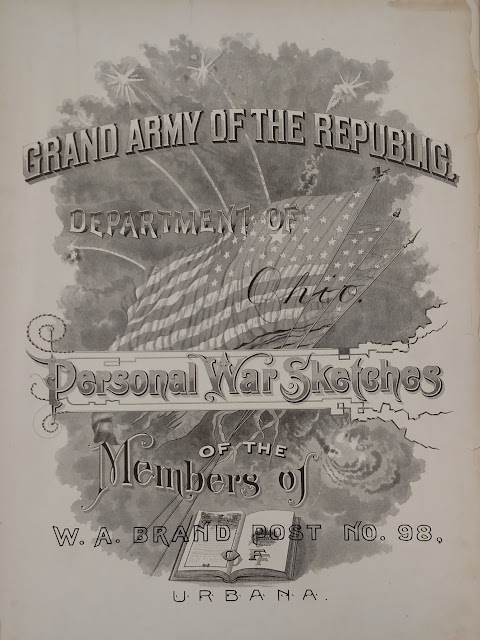 GRAND ARMY OF THE REPUBLIC.
DEPARTMENT OF
Ohio.
Personal War Sketches
OF THE
Members of
W. A. BRAND POST NO. 98,
OF
URBANA.